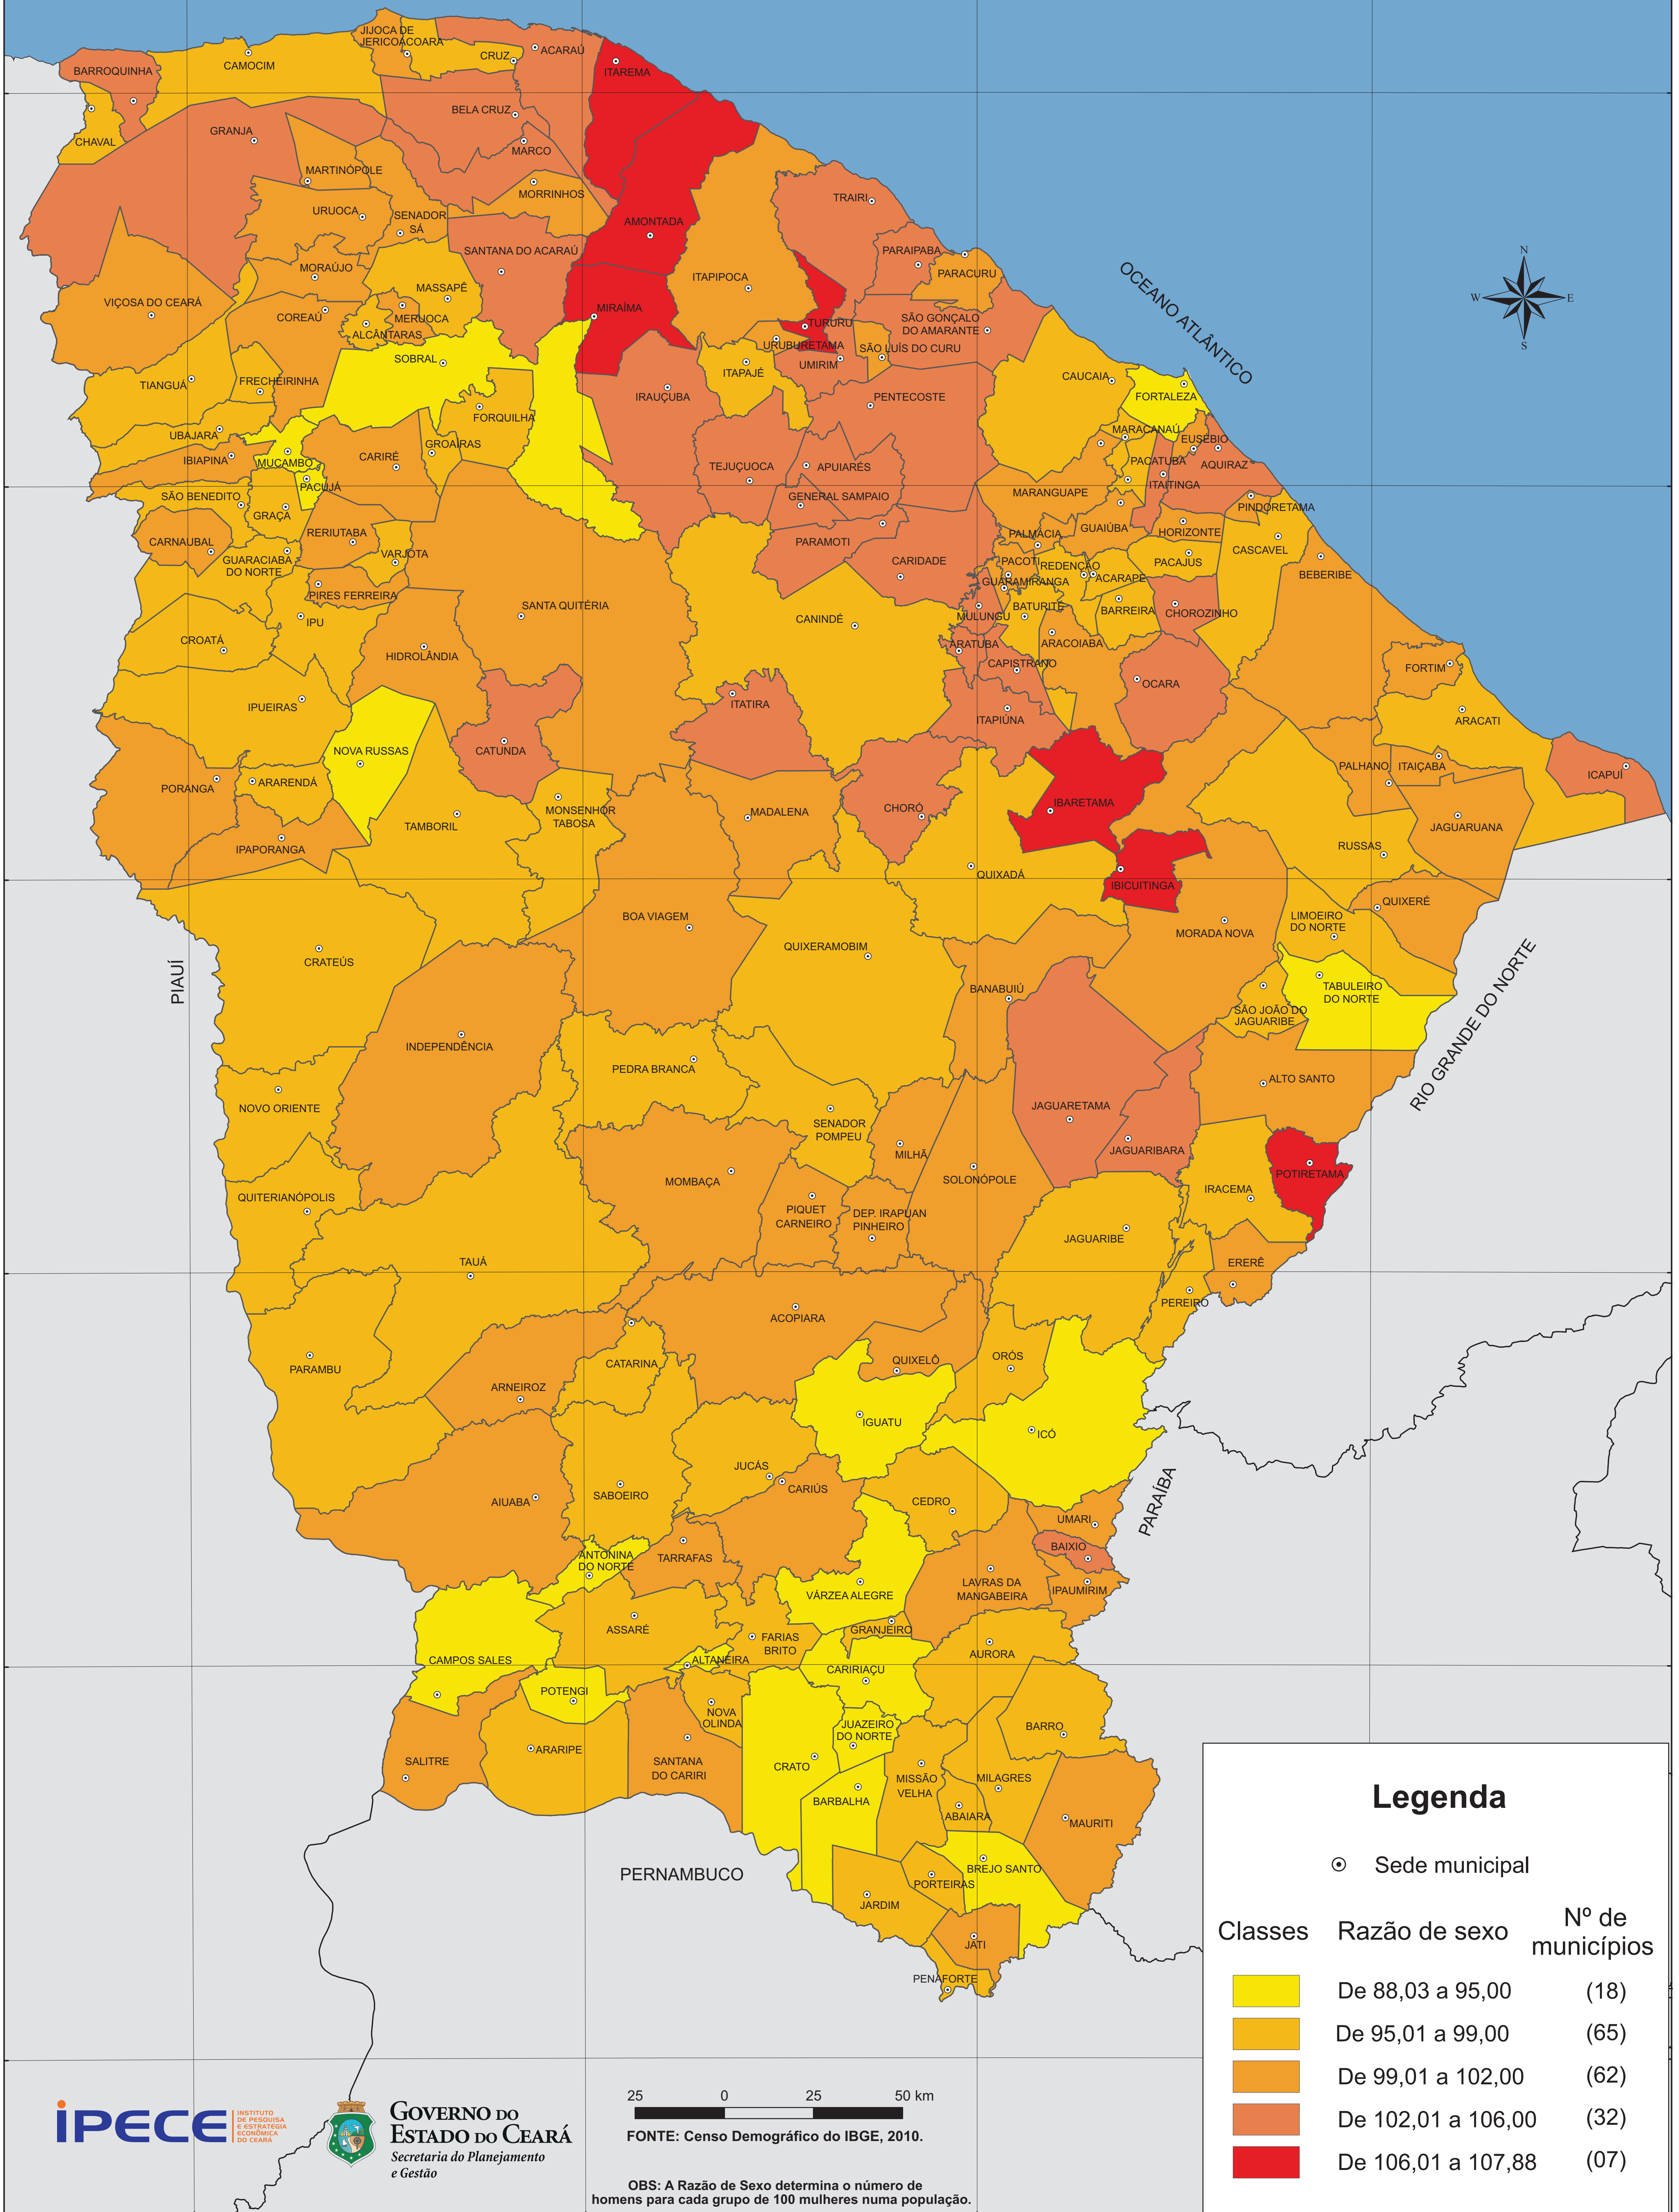 JIJOCA DE
JERICOACOARA
CRUZ
ACARAÚ
CAMOCIM
BARROQUINHA
ITAREMA
BELA CRUZ
GRANJA
CHAVAL
MARCO
MARTINÓPOLE
MORRINHOS
TRAIRI
URUOCA
SENADOR
SÁ
AMONTADA
SANTANA DO ACARAÚ
PARAIPABA
MORAÚJO
ITAPIPOCA
PARACURU
OCEANO ATLÂNTICO
N
W
E
S
MASSAPÊ
VIÇOSA DO CEARÁ
MIRAÍMA
COREAÚ
MERUOCA
TURURU
SÃO GONÇALO
DO AMARANTE
ALCÂNTARAS
URUBURETAMA
SÃO LUÍS DO CURU
SOBRAL
UMIRIM
ITAPAJÉ
CAUCAIA
TIANGUÁ
FRECHEIRINHA
IRAUÇUBA
PENTECOSTE
FORTALEZA
FORQUILHA
MARACANAÚ
UBAJARA
GROAÍRAS
EUSÉBIO
IBIAPINA
MUCAMBO
CARIRÉ
TEJUÇUOCA
APUIARÉS
PACATUBA
AQUIRAZ
PACUJÁ
ITAITINGA
SÃO BENEDITO
GENERAL SAMPAIO
MARANGUAPE
GRAÇA
PINDORETAMA
RERIUTABA
GUAIÚBA
HORIZONTE
CARNAUBAL
PARAMOTI
PALMÁCIA
VARJOTA
CASCAVEL
GUARACIABA
DO NORTE
CARIDADE
PACOTI
REDENÇÃO
PACAJUS
BEBERIBE
GUARAMIRANGA
ACARAPE
PIRES FERREIRA
SANTA QUITÉRIA
BATURITÉ
BARREIRA
CHOROZINHO
IPU
CANINDÉ
MULUNGU
CROATÁ
ARATUBA
ARACOIABA
HIDROLÂNDIA
CAPISTRANO
FORTIM
OCARA
IPUEIRAS
ITATIRA
ITAPIÚNA
ARACATI
NOVA RUSSAS
CATUNDA
PALHANO
ITAIÇABA
ICAPUÍ
PORANGA
ARARENDÁ
IBARETAMA
MONSENHOR
TABOSA
MADALENA
CHORÓ
TAMBORIL
JAGUARUANA
IPAPORANGA
RUSSAS
QUIXADÁ
IBICUITINGA
QUIXERÉ
BOA VIAGEM
LIMOEIRO
DO NORTE
MORADA NOVA
QUIXERAMOBIM
CRATEÚS
PIAUÍ
BANABUIÚ
TABULEIRO
DO NORTE
SÃO JOÃO DO
JAGUARIBE
RIO GRANDE DO NORTE
INDEPENDÊNCIA
PEDRA BRANCA
ALTO SANTO
NOVO ORIENTE
JAGUARETAMA
SENADOR
POMPEU
MILHÃ
JAGUARIBARA
POTIRETAMA
MOMBAÇA
SOLONÓPOLE
IRACEMA
QUITERIANÓPOLIS
PIQUET
CARNEIRO
DEP. IRAPUAN
PINHEIRO
JAGUARIBE
TAUÁ
ERERÊ
PEREIRO
ACOPIARA
CATARINA
QUIXELÔ
ORÓS
PARAMBU
ARNEIROZ
IGUATU
ICÓ
JUCÁS
CARIÚS
SABOEIRO
AIUABA
CEDRO
PARAÍBA
UMARI
BAIXIO
ANTONINA
DO NORTE
TARRAFAS
LAVRAS DA
MANGABEIRA
IPAUMIRIM
VÁRZEA ALEGRE
ASSARÉ
GRANJEIRO
FARIAS
BRITO
AURORA
CAMPOS SALES
ALTANEIRA
CARIRIAÇU
POTENGI
NOVA
OLINDA
JUAZEIRO
DO NORTE
BARRO
ARARIPE
SALITRE
SANTANA
DO CARIRI
CRATO
MISSÃO
VELHA
MILAGRES
BARBALHA
ABAIARA
MAURITI
PERNAMBUCO
BREJO SANTO
PORTEIRAS
JARDIM
JATI
PENAFORTE
Legenda
Sede municipal
Classes Razão de sexo Nº de
municípios
De 88,03 a 95,00 (18)
De 95,01 a 99,00 (65)
De 99,01 a 102,00 (62)
De 102,01 a 106,00 (32)
De 106,01 a 107,88 (07)
25 0 25 50 km
FONTE: Censo Demográfico do IBGE, 2010.
OBS: A Razão de Sexo determina o número de
homens para cada grupo de 100 mulheres numa população.
IPECE
INSTITUTO
DE PESQUISA
E ESTRATÉGIA
ECONÔMICA
DO CEARÁ
GOVERNO DO
ESTADO DO CEARÁ
Secretaria do Planejamento
e Gestão